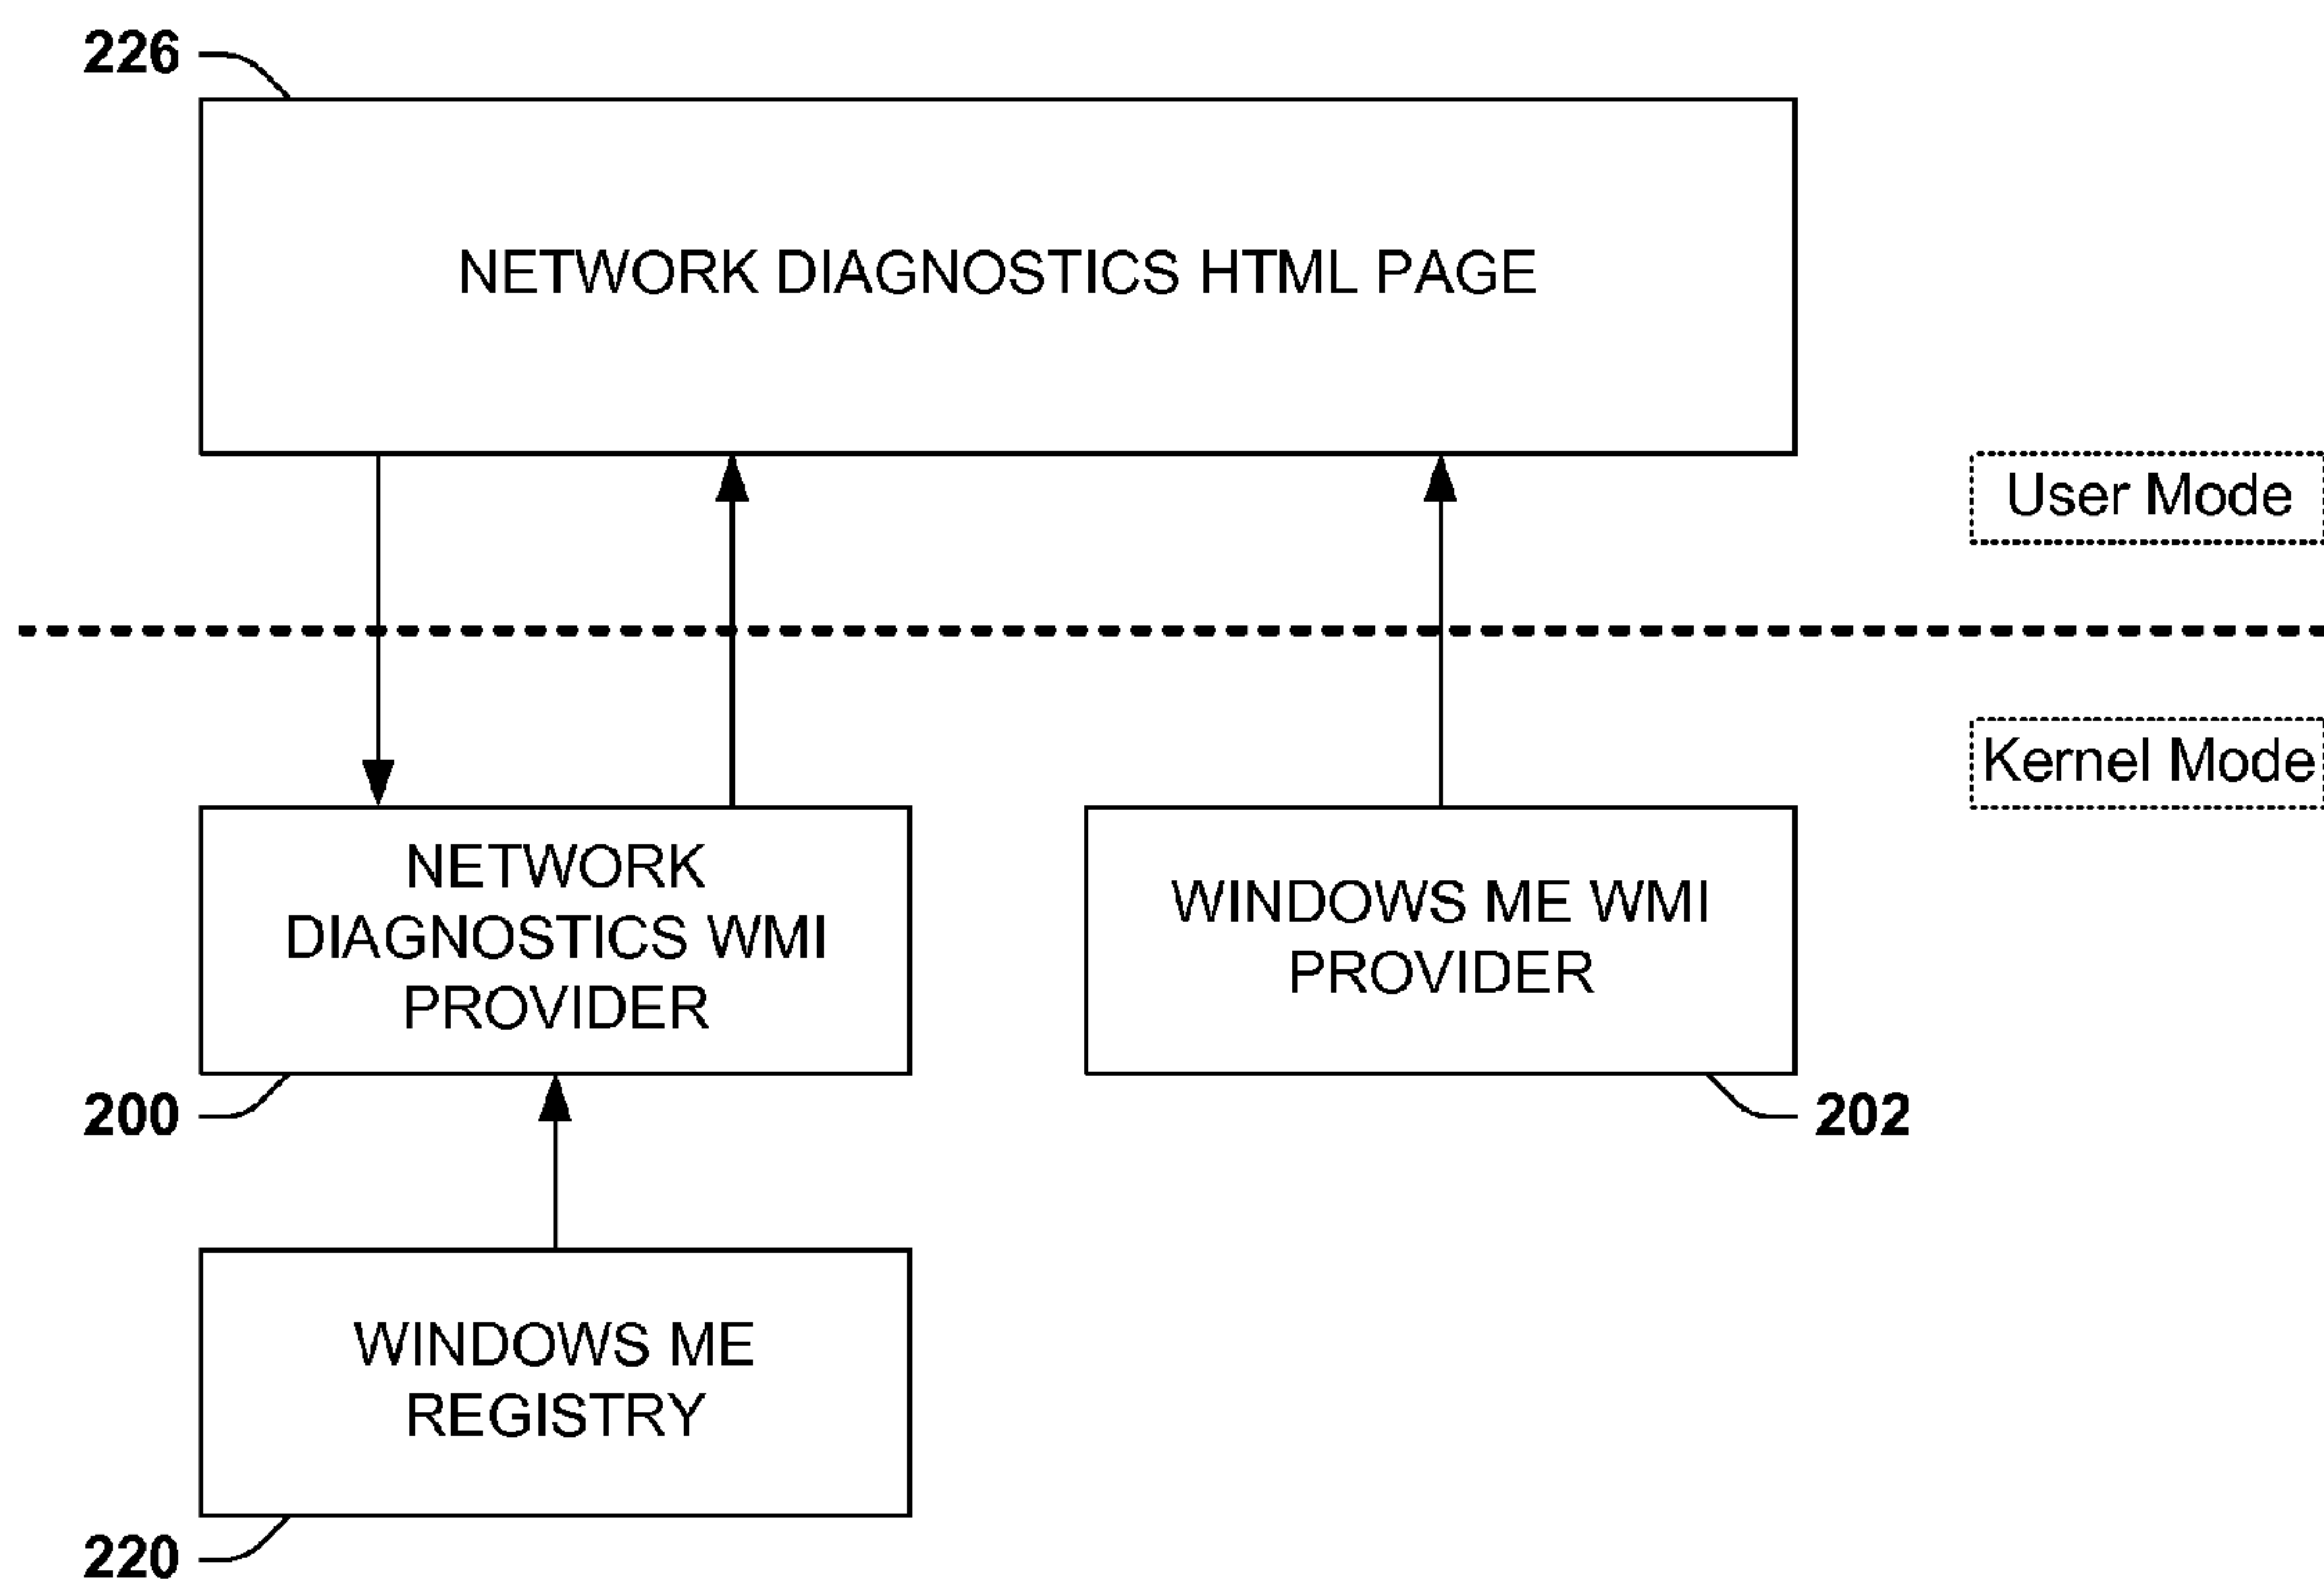 226
NETWORK DIAGNOSTICS HTML PAGE
User Mode
Kernel Mode
NETWORK
DIAGNOSTICS WMI
PROVIDER
WINDOWS ME WMI
PROVIDER
200
202
WINDOWS ME
REGISTRY
220